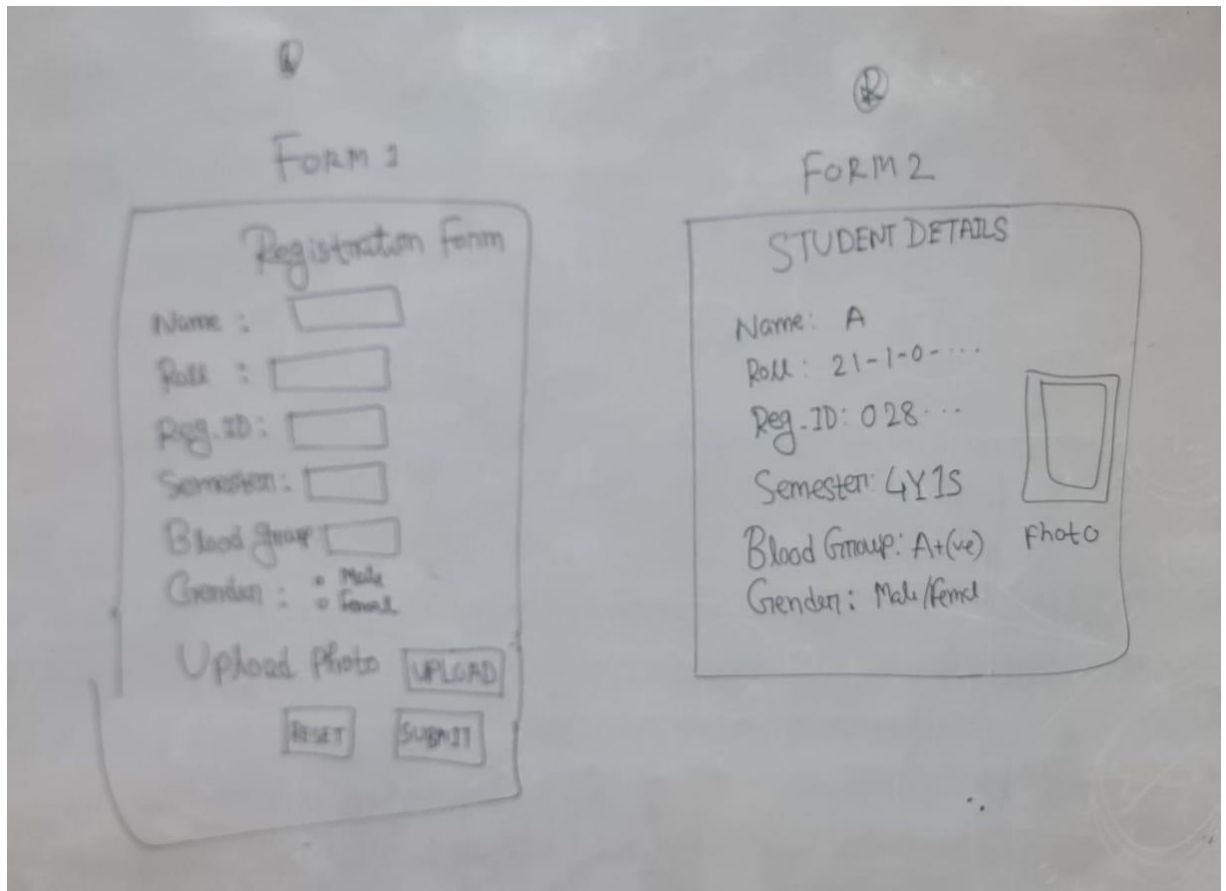 FORM 1
Registration Form
Name :
Roll :
Reg. ID :
Semester :
Blood group
Gender : Male
Female
Upload Photo UPLOAD
RESET SUBMIT
FORM 2
STUDENT DETAILS
Name: A
Roll: 21-1-0-...
Reg. ID: 028...
Semester: 4Y1S
Blood Group: A+(ve)
Gender: Male/Femal
Photo